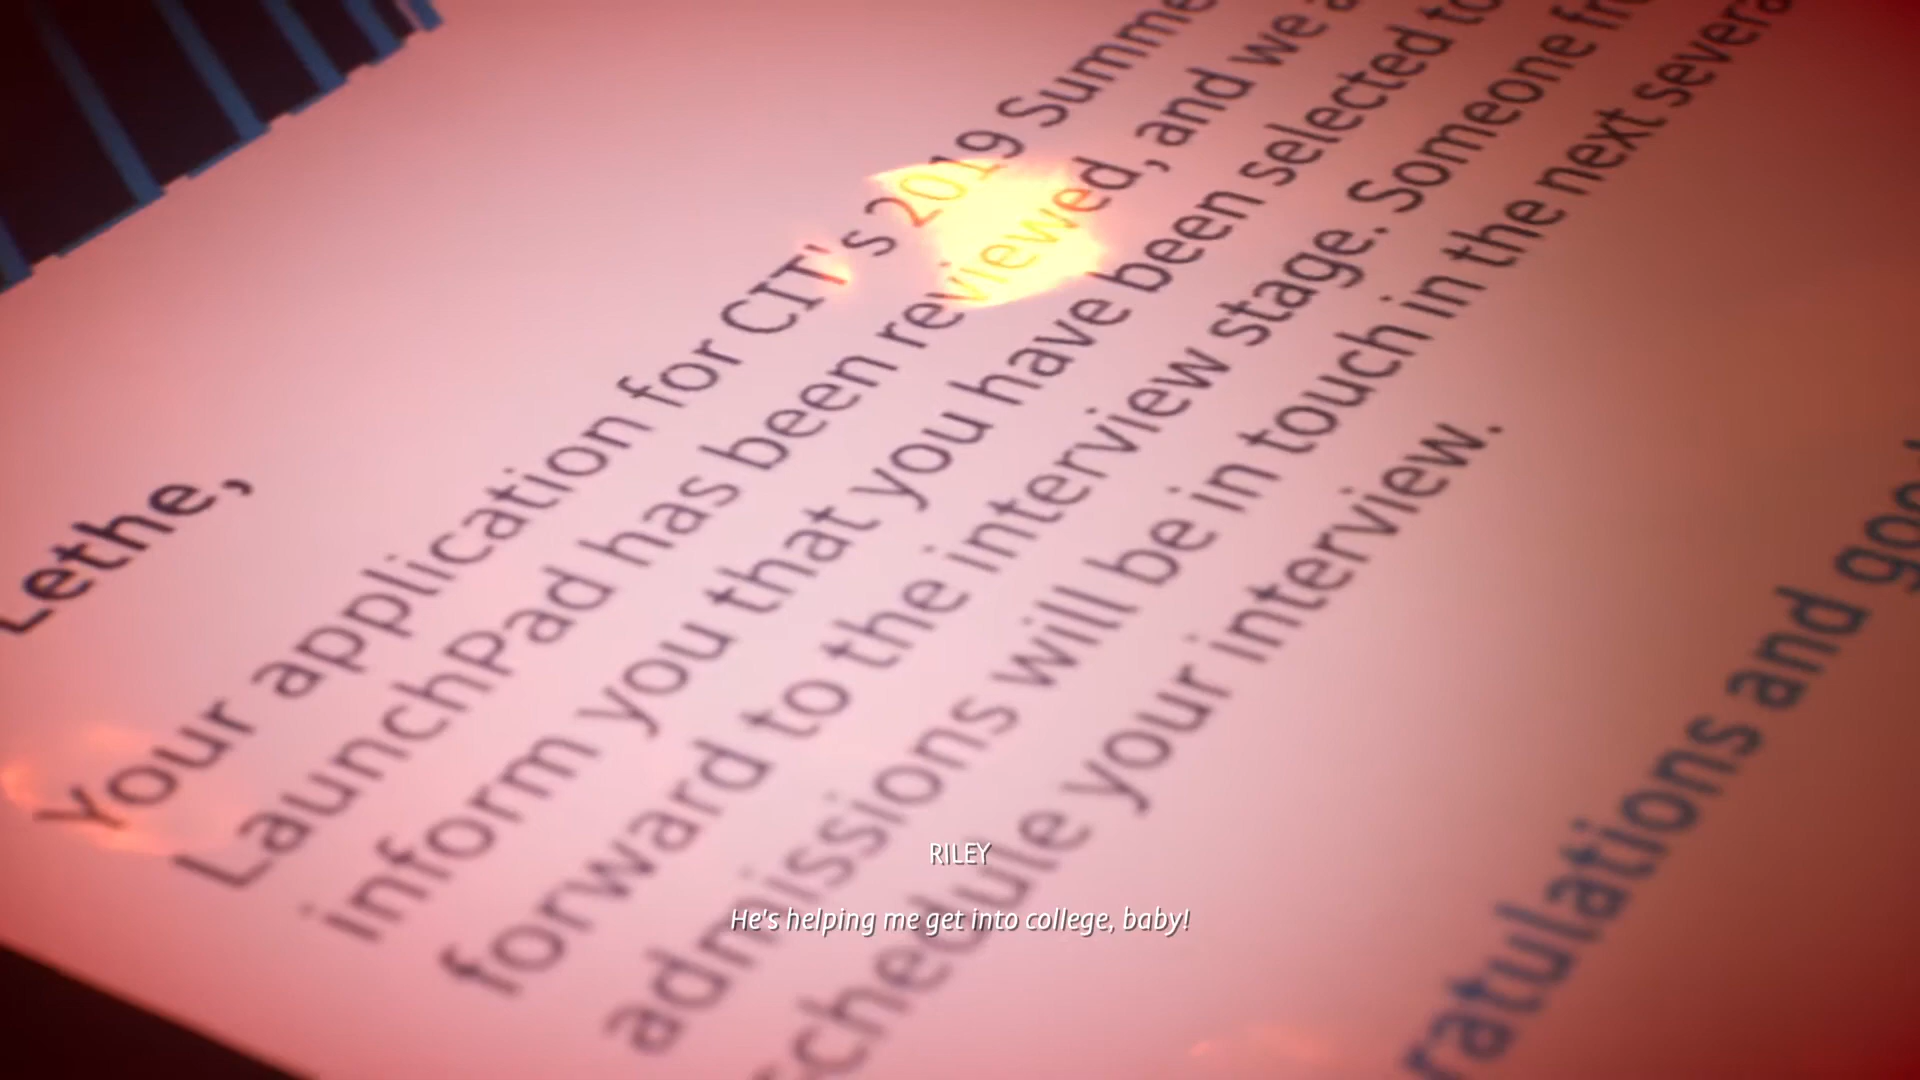 Lethe,
Your application for CIT's 2019 Summe
LaunchPad has been reviewed, and we a
inform you that you have been selected to
forward to the interview stage. Someone fro
admissions will be in touch in the next severa
schedule your interview.
ratulations and good
RILEY
He's helping me get into college, baby!